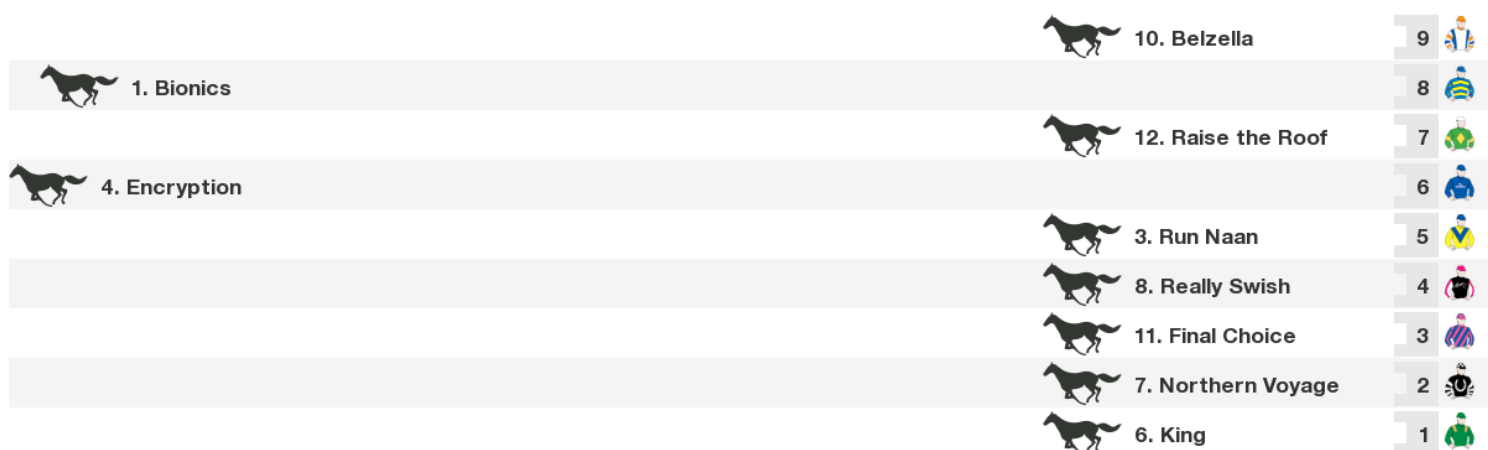 10. Belzella 9
1. Bionics 8
12. Raise the Roof 7
4. Encryption 6
3. Run Naan 5
8. Really Swish 4
11. Final Choice 3
7. Northern Voyage 2
6. King 1